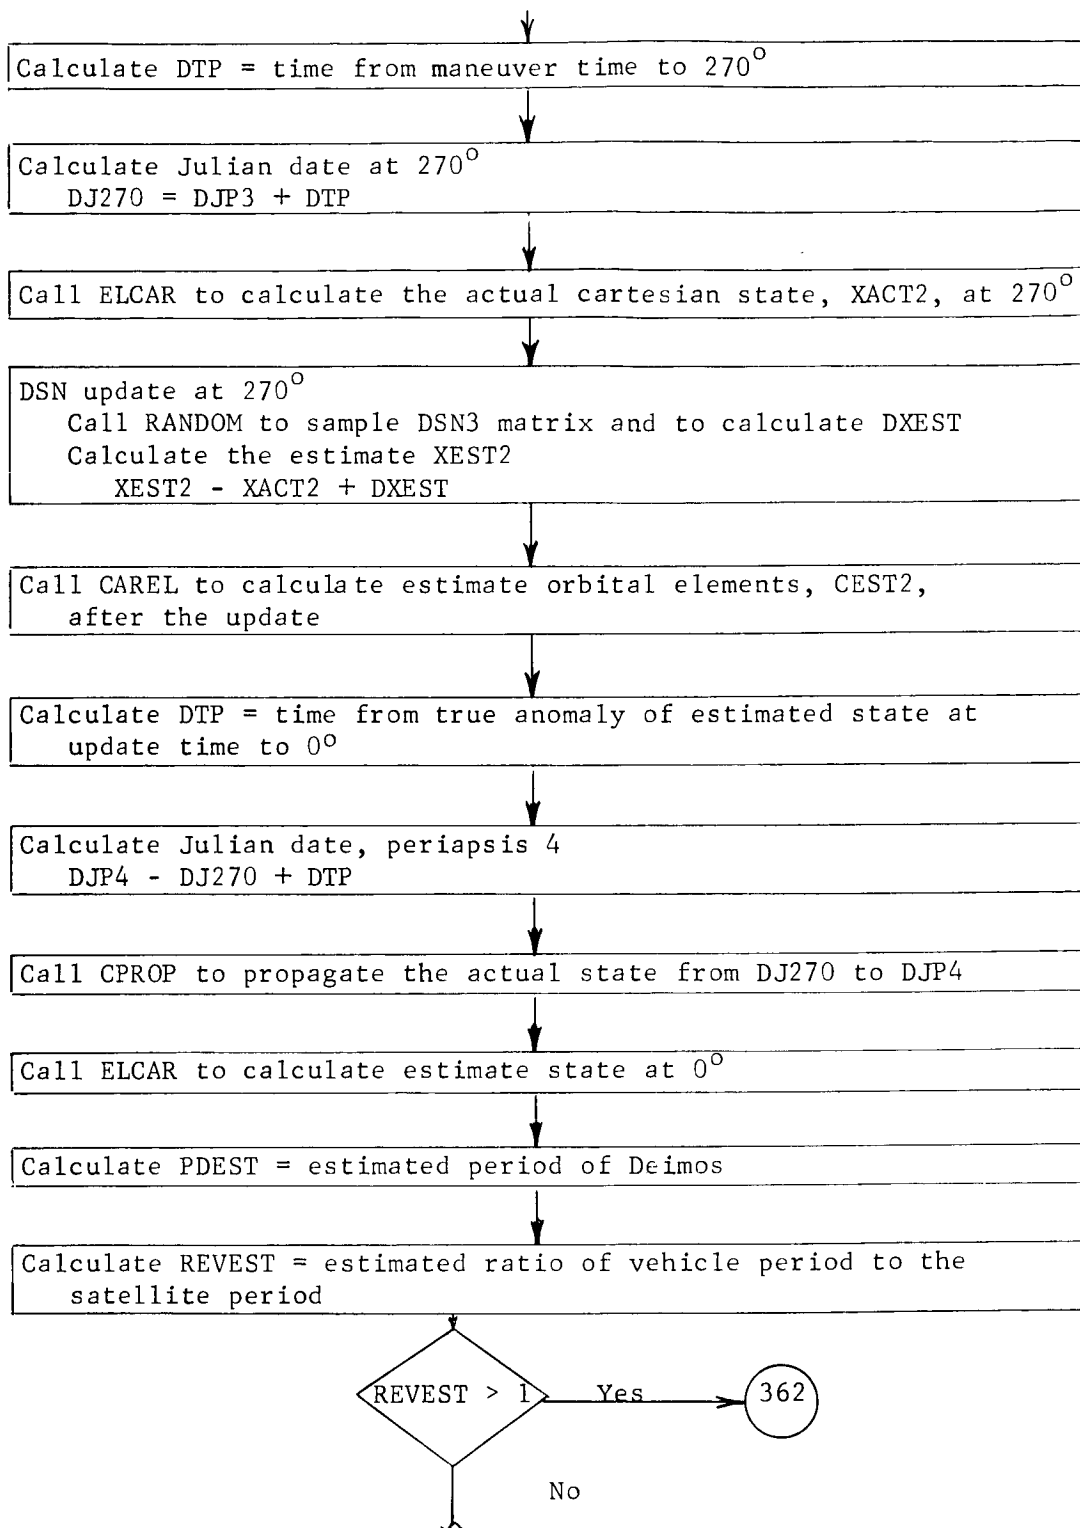 Calculate DTP = time from maneuver time to 270°
Calculate Julian date at 270°
DJ270 = DJP3 + DTP
Call ELCAR to calculate the actual cartesian state, XACT2, at 270°
DSN update at 270°
Call RANDOM to sample DSN3 matrix and to calculate DXEST
Calculate the estimate XEST2
XEST2 - XACT2 + DXEST
Call CAREL to calculate estimate orbital elements, CEST2,
after the update
Calculate DTP = time from true anomaly of estimated state at
update time to 0°
Calculate Julian date, periapsis 4
DJP4 - DJ270 + DTP
Call CPROP to propagate the actual state from DJ270 to DJP4
Call ELCAR to calculate estimate state at 0°
Calculate PDEST = estimated period of Deimos
Calculate REVEST = estimated ratio of vehicle period to the
satellite period
REVEST > 1 Yes 362
No